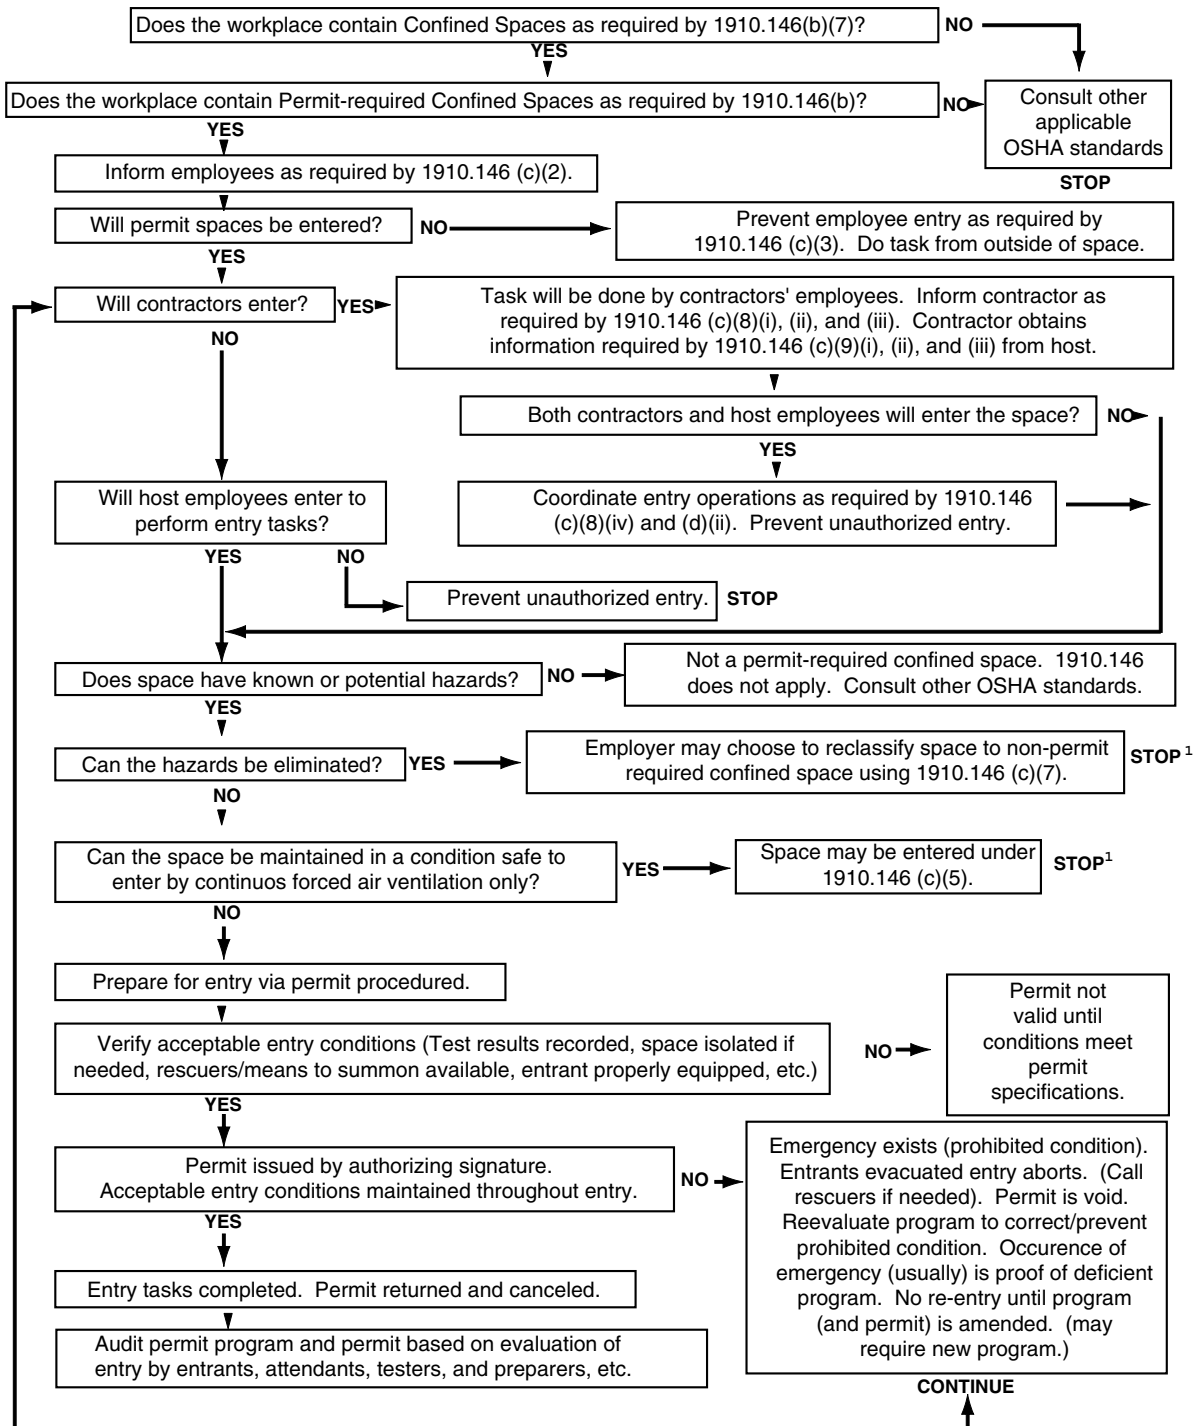 Does the workplace contain Confined Spaces as required by 1910.146(b)(7)?
NO
YES
Does the workplace contain Permit-required Confined Spaces as required by 1910.146(b)?
NO
Consult other
applicable
OSHA standards
STOP
YES
Inform employees as required by 1910.146 (c)(2).
Will permit spaces be entered?
NO
Prevent employee entry as required by
1910.146 (c)(3). Do task from outside of space.
YES
Will contractors enter?
YES
Task will be done by contractors' employees. Inform contractor as
required by 1910.146 (c)(8)(i), (ii), and (iii). Contractor obtains
information required by 1910.146 (c)(9)(i), (ii), and (iii) from host.
NO
Both contractors and host employees will enter the space?
NO
YES
Will host employees enter to
perform entry tasks?
Coordinate entry operations as required by 1910.146
(c)(8)(iv) and (d)(ii). Prevent unauthorized entry.
YES
NO
Prevent unauthorized entry.
STOP
Does space have known or potential hazards?
NO
Not a permit-required confined space. 1910.146
does not apply. Consult other OSHA standards.
YES
Can the hazards be eliminated?
YES
Employer may choose to reclassify space to non-permit
required confined space using 1910.146 (c)(7).
STOP 1
NO
Can the space be maintained in a condition safe to
enter by continuos forced air ventilation only?
YES
Space may be entered under
1910.146 (c)(5).
STOP1
NO
Prepare for entry via permit procedured.
Verify acceptable entry conditions (Test results recorded, space isolated if
needed, rescuers/means to summon available, entrant properly equipped, etc.)
NO
Permit not
valid until
conditions meet
permit
specifications.
YES
Permit issued by authorizing signature.
Acceptable entry conditions maintained throughout entry.
NO
Emergency exists (prohibited condition).
Entrants evacuated entry aborts. (Call
rescuers if needed). Permit is void.
Reevaluate program to correct/prevent
prohibited condition. Occurence of
emergency (usually) is proof of deficient
program. No re-entry until program
(and permit) is amended. (may
require new program.)
YES
Entry tasks completed. Permit returned and canceled.
Audit permit program and permit based on evaluation of
entry by entrants, attendants, testers, and preparers, etc.
CONTINUE